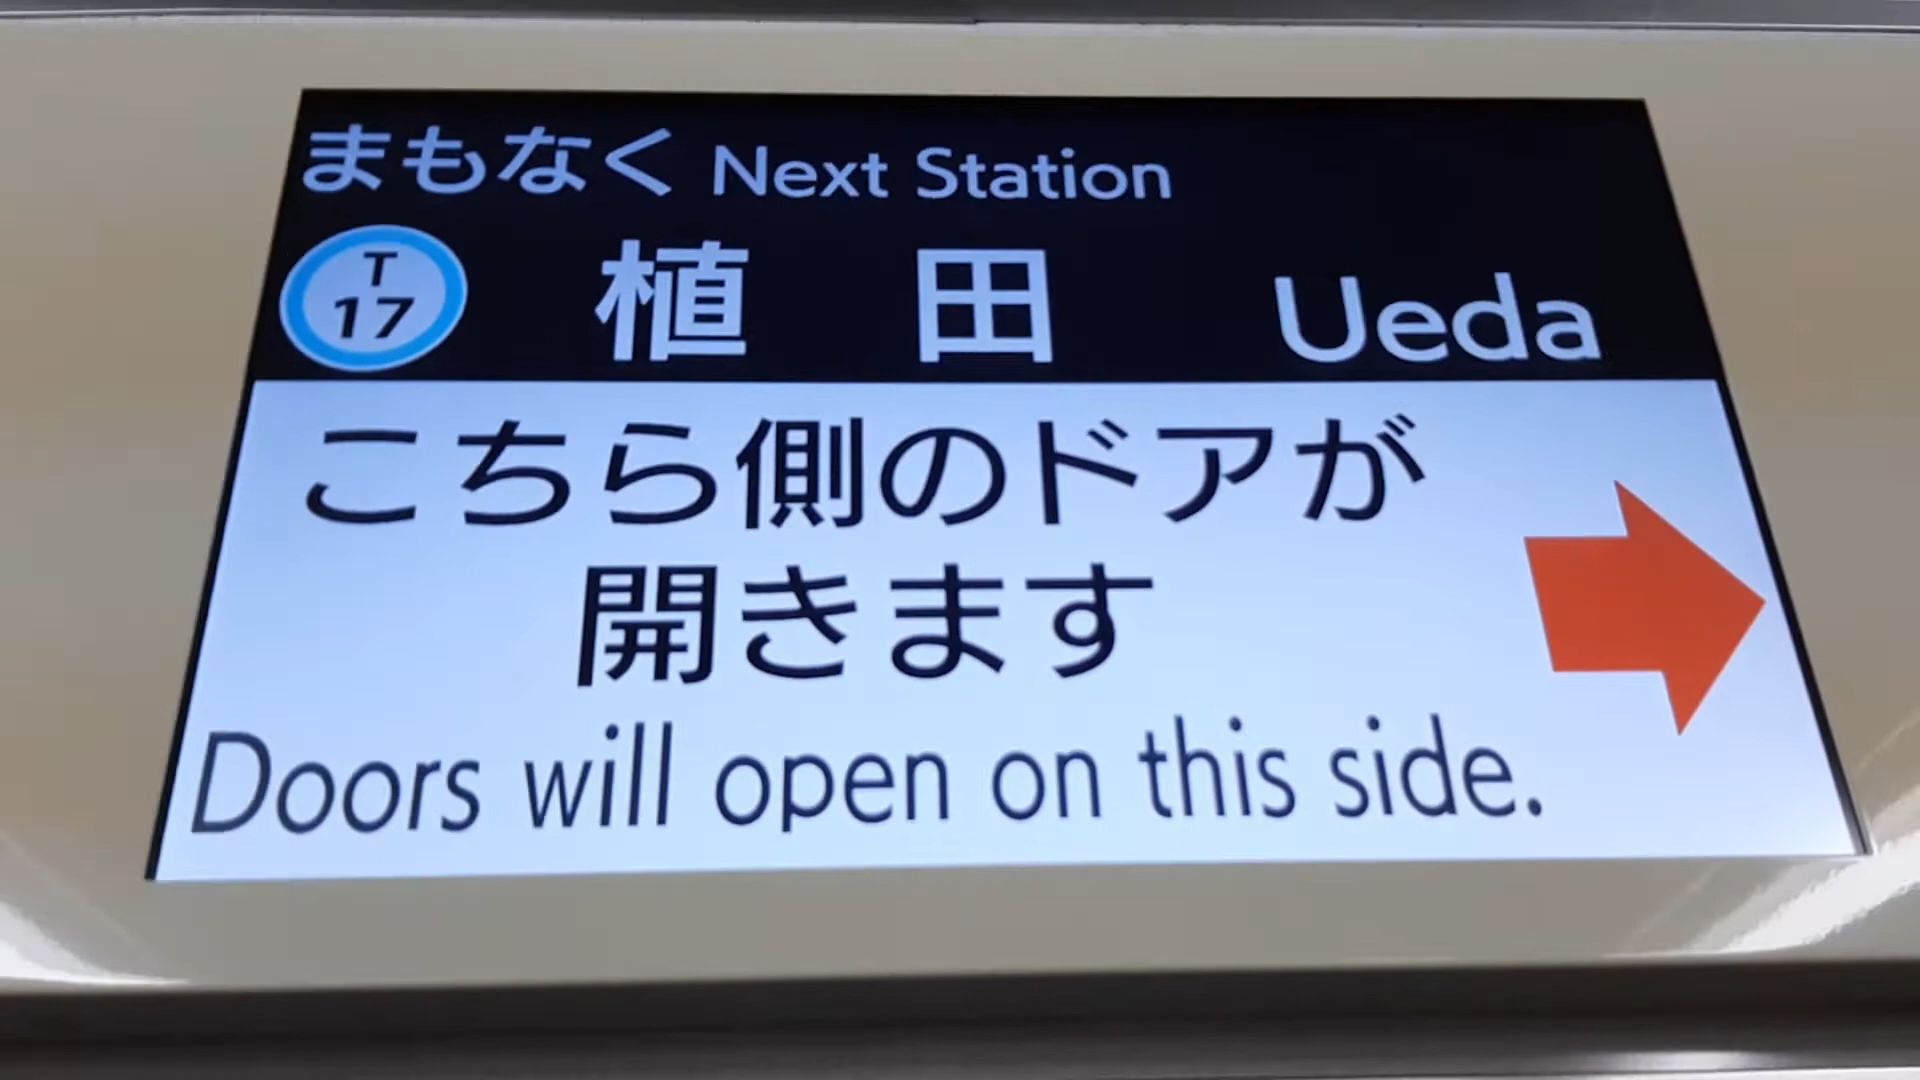 まもなく Next Station
T
17
植田 Ueda
こちら側のドアが
開きます
Doors will open on this side.